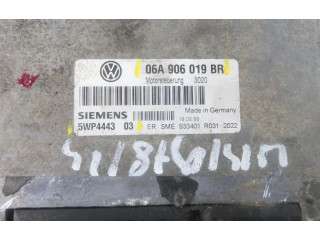 06A 906 019 BR
Motorsteuerung 3020
SIEMENS
Made in Germany
5WP4443 03
ER SME S33401 R031 2022